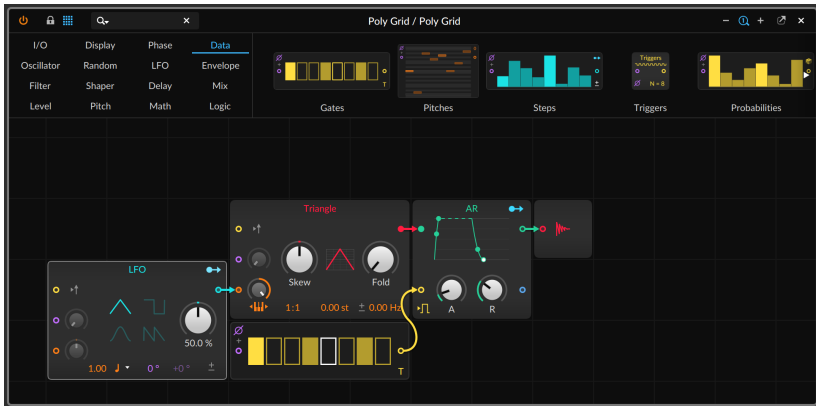 Poly Grid / Poly Grid
I/O Display Phase Data
Oscillator Random LFO Envelope
Filter Shaper Delay Mix
Level Pitch Math Logic
T
Triggers
N = 8
Gates Pitches Steps Triggers Probabilities
Triangle
AR
Skew Fold
1:1 0.00 st ± 0.00 Hz
A R
LFO
50.0 %
1.00 0 ° +0 ° ±
T